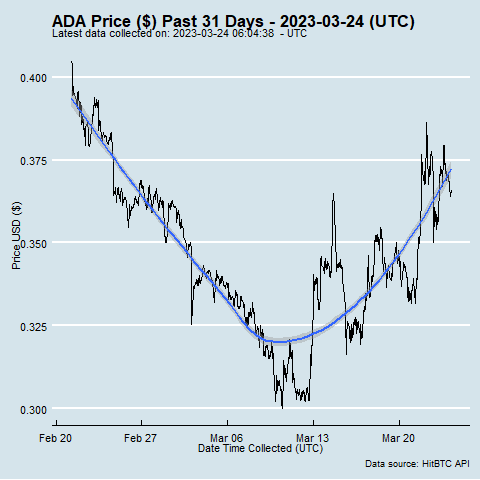 ADA Price ($) Past 31 Days - 2023-03-24 (UTC)
Latest data collected on: 2023-03-24 06:04:38 - UTC
0.400
0.375
0.350
0.325
0.300
Price USD ($)
Feb 20
Feb 27
Mar 06
Mar 13
Mar 20
Date Time Collected (UTC)
Data source: HitBTC API